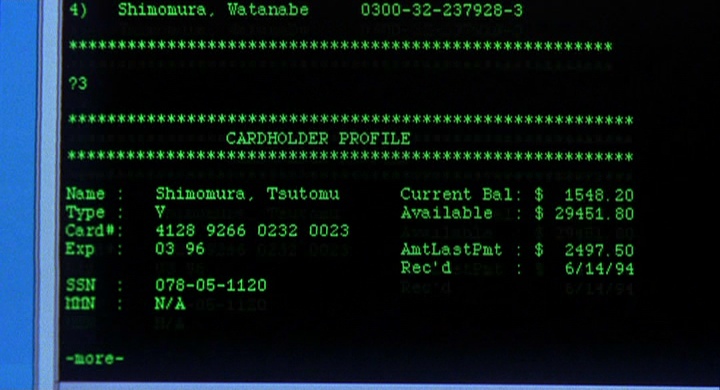 4) Shimomura, Watanabe 0300-32-237928-3
*******************************************************
?3
*********************************************************
CARDHOLDER PROFILE
*********************************************************
Name : Shimomura, Tsutomu Current Bal: $ 1548.20
Type : V Available : $ 29451.80
Card#: 4128 9266 0232 0023
Exp : 03 96 AmtLastPmt : $ 2497.50
Rec'd : 6/14/94
SSN : 078-05-1120
MMN : N/A
-more-